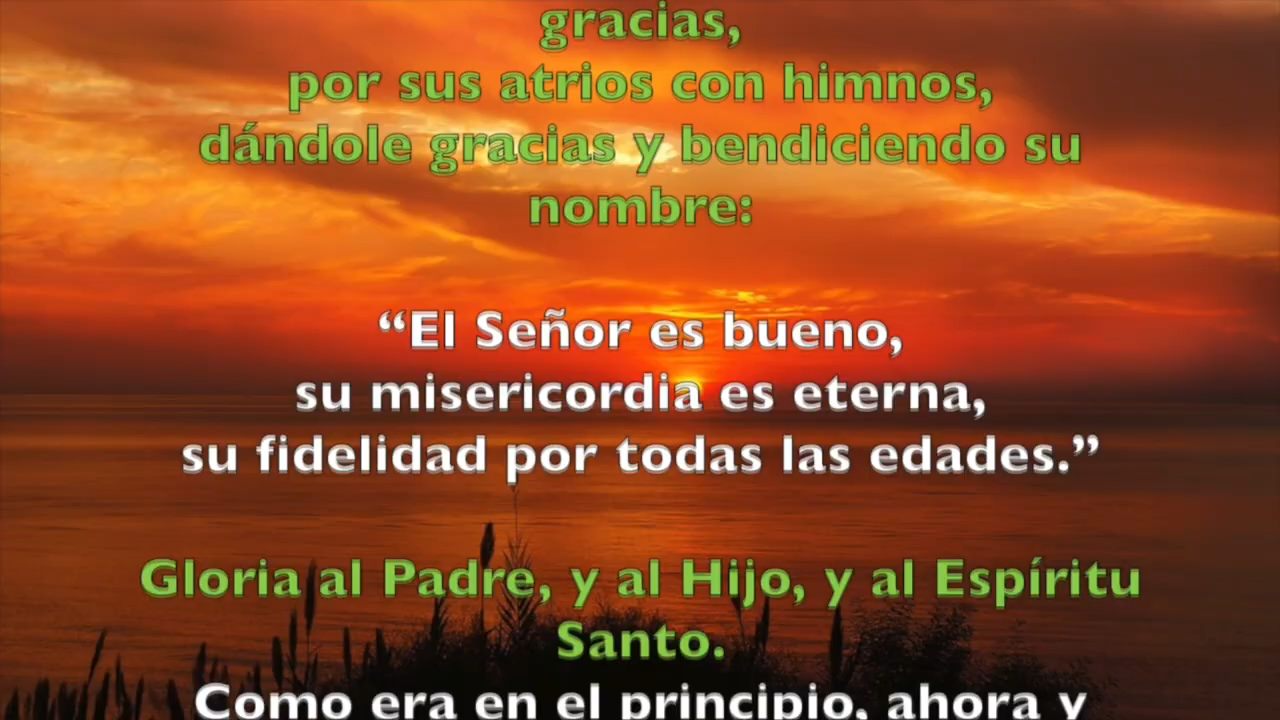 gracias,
por sus atrios con himnos,
dándole gracias y bendiciendo su
nombre:
“El Señor es bueno,
su misericordia es eterna,
su fidelidad por todas las edades.”
Gloria al Padre, y al Hijo, y al Espíritu
Santo.
Como era en el principio, ahora y